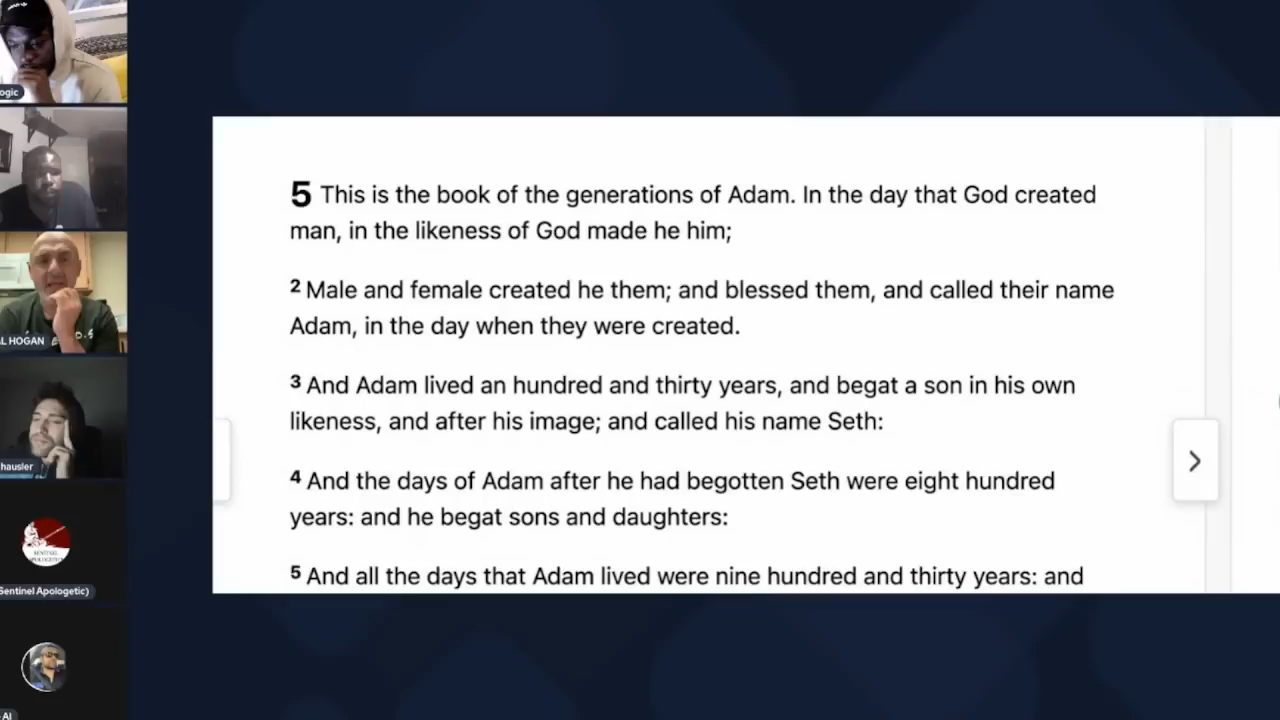 ogic
AL HOGAN
hausler
SENTINEL
APOLOGETIC
Sentinel Apologetic)
AI
5 This is the book of the generations of Adam. In the day that God created
man, in the likeness of God made he him;
2 Male and female created he them; and blessed them, and called their name
Adam, in the day when they were created.
3 And Adam lived an hundred and thirty years, and begat a son in his own
likeness, and after his image; and called his name Seth:
4 And the days of Adam after he had begotten Seth were eight hundred
years: and he begat sons and daughters:
5 And all the days that Adam lived were nine hundred and thirty years: and